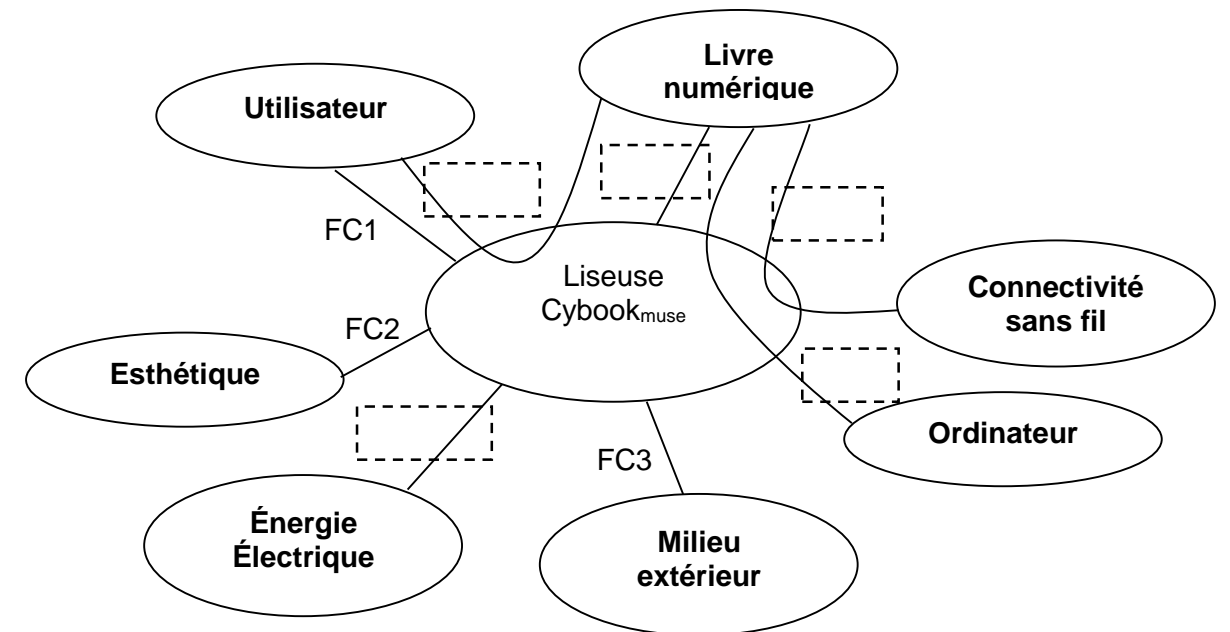 Livre
numérique
Utilisateur
FC1
Liseuse
Cybookmuse
Connectivité
sans fil
FC2
Esthétique
Ordinateur
FC3
Énergie
Électrique
Milieu
extérieur